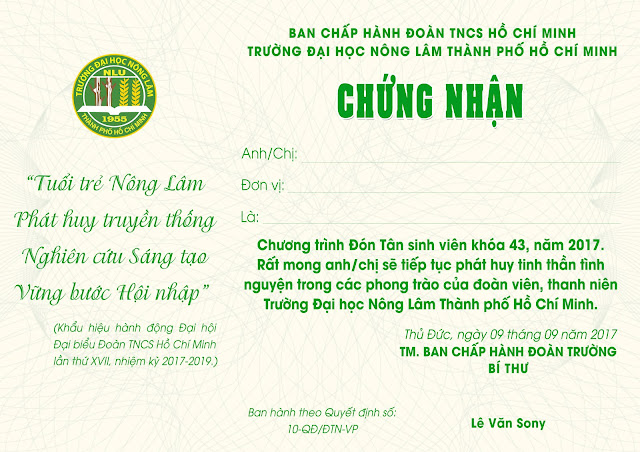 BAN CHẤP HÀNH ĐOÀN TNCS HỒ CHÍ MINH
TRƯỜNG ĐẠI HỌC NÔNG LÂM THÀNH PHỐ HỒ CHÍ MINH
TRƯỜNG ĐẠI HỌC NÔNG LÂM
NLU
1955
THÀNH PHỐ HỒ CHÍ MINH
CHỨNG NHẬN
Anh/Chị:
Đơn vị:
Là:
"Tuổi trẻ Nông Lâm
Phát huy truyền thống
Nghiên cứu Sáng tạo
Vững bước Hội nhập"
(Khẩu hiệu hành động Đại hội
Đại biểu Đoàn TNCS Hồ Chí Minh
lần thứ XVII, nhiệm kỳ 2017-2019.)
Chương trình Đón Tân sinh viên khóa 43, năm 2017.
Rất mong anh/chị sẽ tiếp tục phát huy tinh thần tình
nguyện trong các phong trào của đoàn viên, thanh niên
Trường Đại học Nông Lâm Thành phố Hồ Chí Minh.
Thủ Đức, ngày 09 tháng 09 năm 2017
TM. BAN CHẤP HÀNH ĐOÀN TRƯỜNG
BÍ THƯ
Ban hành theo Quyết định số:
10-QĐ/ĐTN-VP
Lê Văn Sony